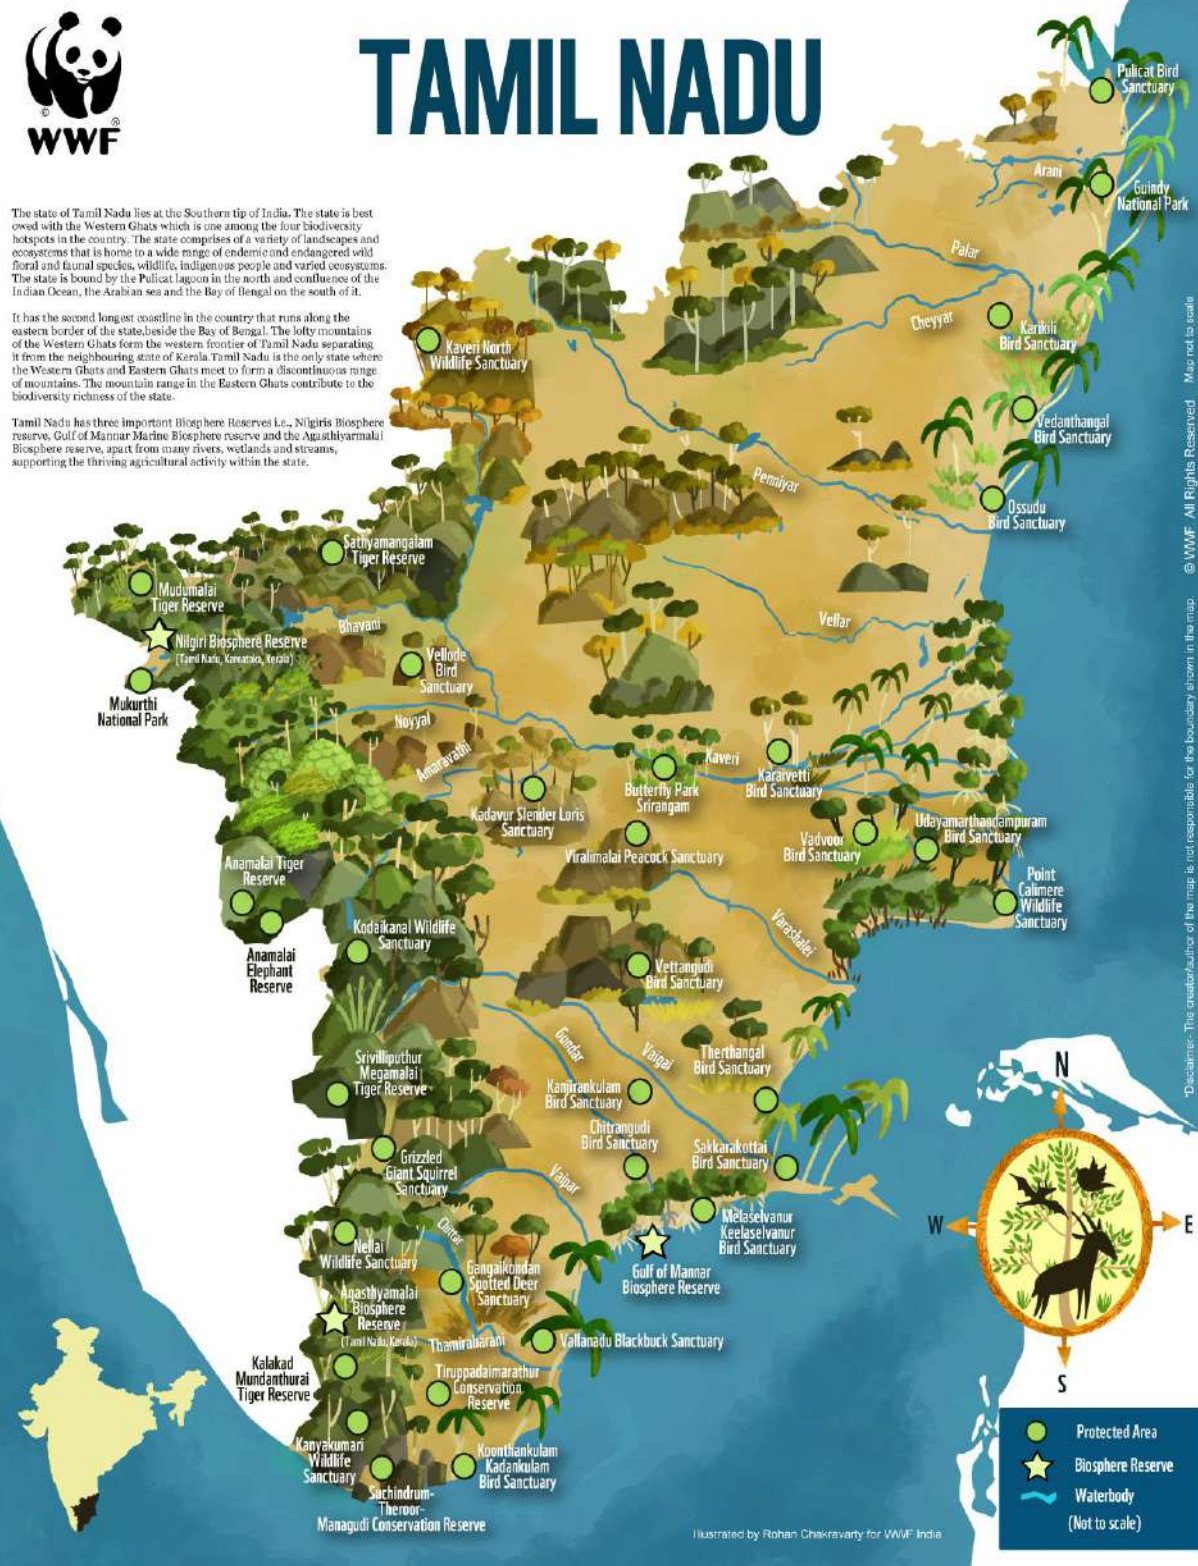 WWF
©
®
TAMIL NADU
The state of Tamil Nadu lies at the Southern tip of India. The state is best
owed with the Western Ghats which is one among the four biodiversity
hotspots in the country. The state comprises of a variety of landscapes and
ecosystems that is home to a wide range of endemic and endangered wild
floral and faunal species, wildlife, indigenous people and varied ecosystems.
The state is bound by the Pulicat lagoon in the north and confluence of the
Indian Ocean, the Arabian sea and the Bay of Bengal on the south of it.
It has the second longest coastline in the country that runs along the
eastern border of the state,beside the Bay of Bengal. The lofty mountains
of the Western Ghats form the western frontier of Tamil Nadu separating
it from the neighbouring state of Kerala.Tamil Nadu is the only state where
the Western Ghats and Eastern Ghats meet to form a discontinuous range
of mountains. The mountain range in the Eastern Ghats contribute to the
biodiversity richness of the state.
Tamil Nadu has three important Biosphere Reserves i.e., Nilgiris Biosphere
reserve, Gulf of Mannar Marine Biosphere reserve and the Agasthiyarmalai
Biosphere reserve, apart from many rivers, wetlands and streams,
supporting the thriving agricultural activity within the state.
Pulicat Bird
Sanctuary
Arani
Guindy
National Park
Palar
Cheyyar
Karikili
Bird Sanctuary
Kaveri North
Wildlife Sanctuary
Vedanthangal
Bird Sanctuary
Penniyar
Ossudu
Bird Sanctuary
Sathyamangalam
Tiger Reserve
Mudumalai
Tiger Reserve
Bhavani
Vellar
Nilgiri Biosphere Reserve
(Tamil Nadu, Karnataka, Kerala)
Vellode
Bird
Sanctuary
Mukurthi
National Park
Noyyal
Amaravathi
Kaveri
Karaivetti
Bird Sanctuary
Butterfly Park
Srirangam
Kadavur Slender Loris
Sanctuary
Viralimalai Peacock Sanctuary
Vadvoor
Bird Sanctuary
Udayamarthandampuram
Bird Sanctuary
Anamalai Tiger
Reserve
Point
Calimere
Wildlife
Sanctuary
Kodaikanal Wildlife
Sanctuary
Varashalei
Anamalai
Elephant
Reserve
Vettangudi
Bird Sanctuary
Gundar
Vaigai
Therthangal
Bird Sanctuary
Srivilliputhur
Megamalai
Tiger Reserve
Kanjirankulam
Bird Sanctuary
Chitrangudi
Bird Sanctuary
Sakkarakottai
Bird Sanctuary
Grizzled
Giant Squirrel
Sanctuary
Vaipar
Melaselvanur
Keelaselvanur
Bird Sanctuary
Chittar
Nellai
Wildlife Sanctuary
Gangaikondan
Spotted Deer
Sanctuary
Gulf of Mannar
Biosphere Reserve
Agasthyamalai
Biosphere
Reserve
(Tamil Nadu, Kerala)
Thamirabarani
Vallanadu Blackbuck Sanctuary
Kalakad
Mundanthurai
Tiger Reserve
Tiruppadaimarathur
Conservation
Reserve
Kanyakumari
Wildlife
Sanctuary
Koonthankulam
Kadankulam
Bird Sanctuary
Suchindrum-
Theroor-
Managudi Conservation Reserve
N
W
E
S
Protected Area
Biosphere Reserve
Waterbody
(Not to scale)
Illustrated by Rohan Chakravarty for WWF India
*Disclaimer- The creator/author of the map is not responsible for the boundary shown in the map. © WWF. All Rights Reserved Map not to scale